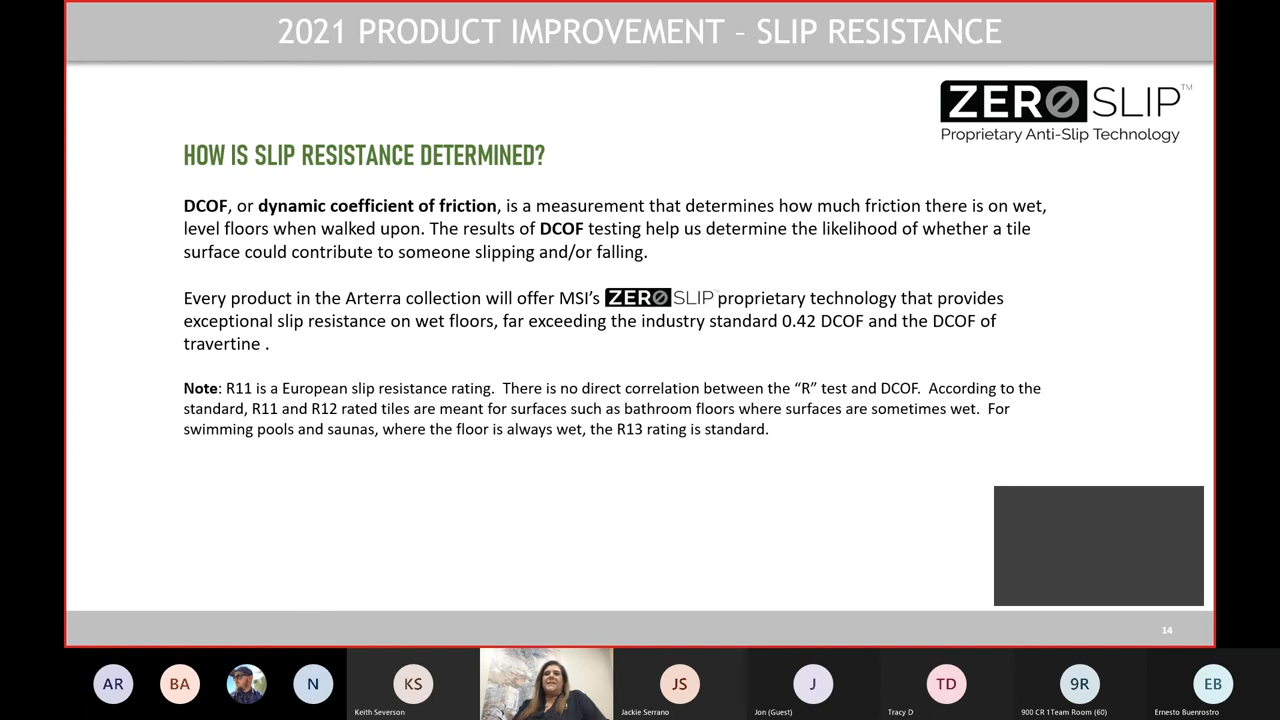 2021 PRODUCT IMPROVEMENT – SLIP RESISTANCE
ZERO SLIP™
Proprietary Anti-Slip Technology
HOW IS SLIP RESISTANCE DETERMINED?
DCOF, or dynamic coefficient of friction, is a measurement that determines how much friction there is on wet,
level floors when walked upon. The results of DCOF testing help us determine the likelihood of whether a tile
surface could contribute to someone slipping and/or falling.
Every product in the Arterra collection will offer MSI’s ZERO SLIP™ proprietary technology that provides
exceptional slip resistance on wet floors, far exceeding the industry standard 0.42 DCOF and the DCOF of
travertine .
Note: R11 is a European slip resistance rating.  There is no direct correlation between the “R” test and DCOF.  According to the
standard, R11 and R12 rated tiles are meant for surfaces such as bathroom floors where surfaces are sometimes wet.  For
swimming pools and saunas, where the floor is always wet, the R13 rating is standard.
14
AR BA N KS JS J TD 9R EB
Keith Severson Jackie Serrano Jon (Guest) Tracy D 900 CR 1Team Room (60) Ernesto Buenrostro